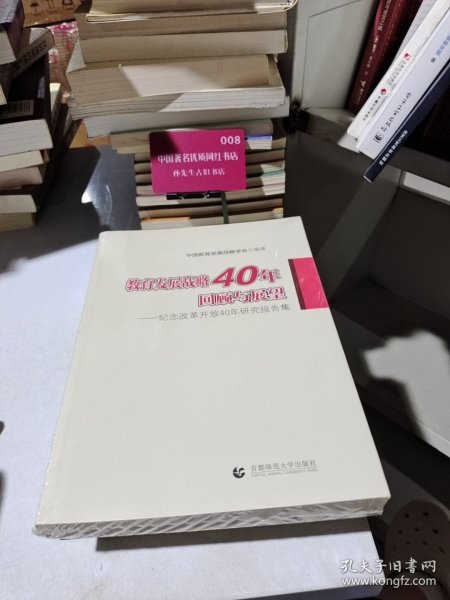 008
中国著名优质网红书店
孙先生古旧书店
中国教育发展战略学会 编著
教育发展战略40年
回顾与展望
——纪念改革开放40年研究报告集
首都师范大学出版社
CAPITAL NORMAL UNIVERSITY PRESS
孔夫子旧书网
www.kongfz.com